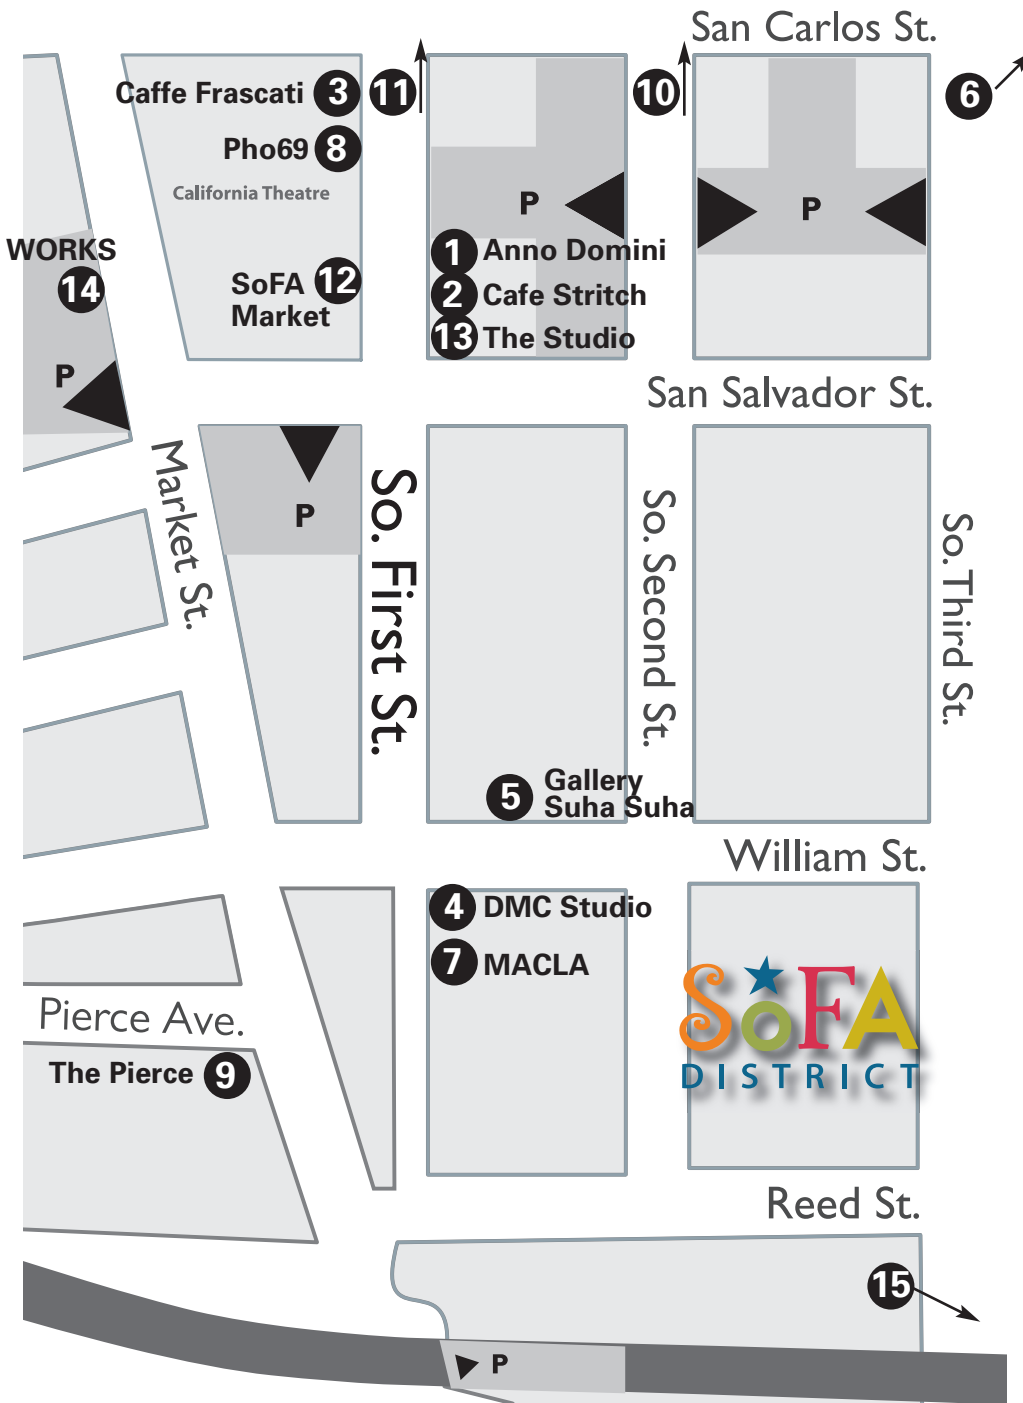 San Carlos St.
Caffe Frascati 3
11
10
6
Pho69 8
California Theatre
P
P
WORKS
14
1 Anno Domini
SoFA 12
Market
2 Cafe Stritch
13 The Studio
P
San Salvador St.
Market St.
So. First St.
P
So. Second St.
So. Third St.
5 Gallery
Suha Suha
William St.
4 DMC Studio
7 MACLA
SoFA
DISTRICT
Pierce Ave.
The Pierce 9
Reed St.
15
P